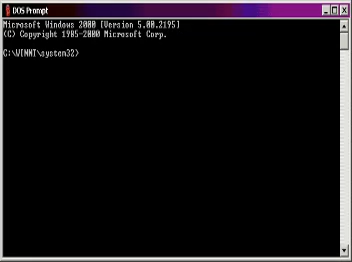 DOS Prompt
Microsoft Windows 2000 [Version 5.00.2195]
(C) Copyright 1985-2000 Microsoft Corp.
C:\WINNT\system32>